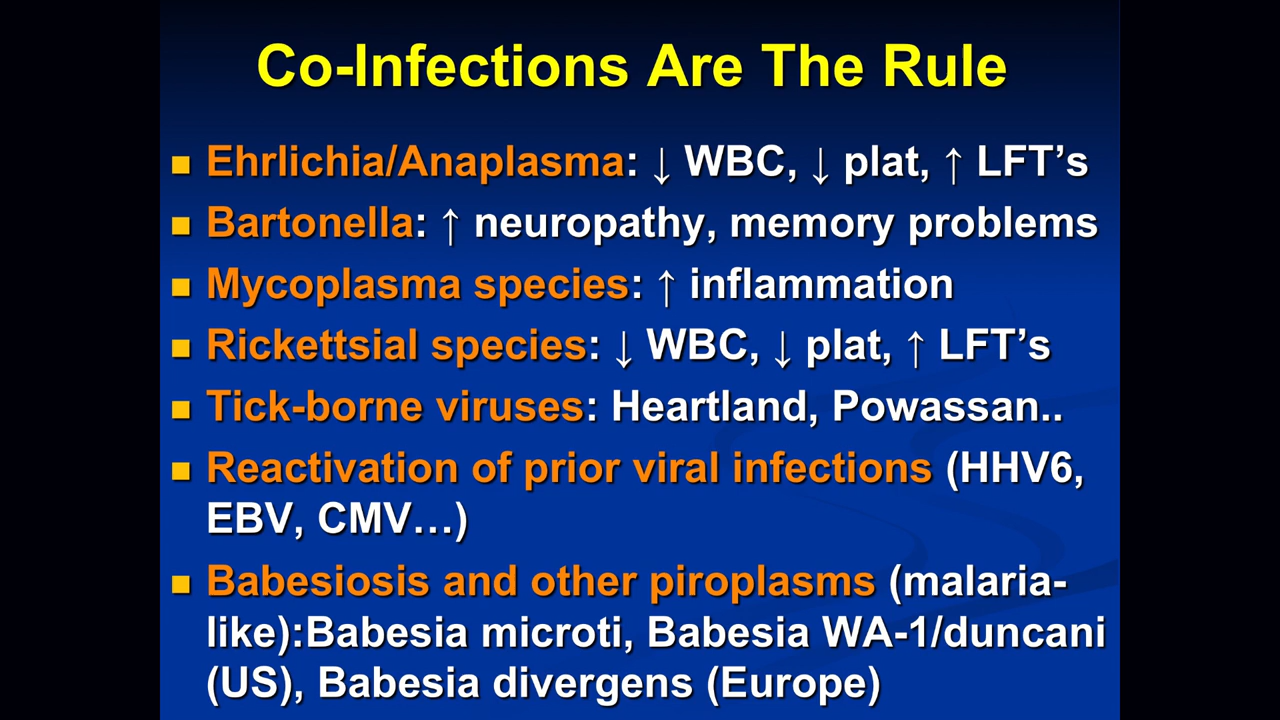 Co-Infections Are The Rule
Ehrlichia/Anaplasma: ↓ WBC, ↓ plat, ↑ LFT’s
Bartonella: ↑ neuropathy, memory problems
Mycoplasma species: ↑ inflammation
Rickettsial species: ↓ WBC, ↓ plat, ↑ LFT’s
Tick-borne viruses: Heartland, Powassan..
Reactivation of prior viral infections (HHV6,
EBV, CMV…)
Babesiosis and other piroplasms (malaria-
like):Babesia microti, Babesia WA-1/duncani
(US), Babesia divergens (Europe)